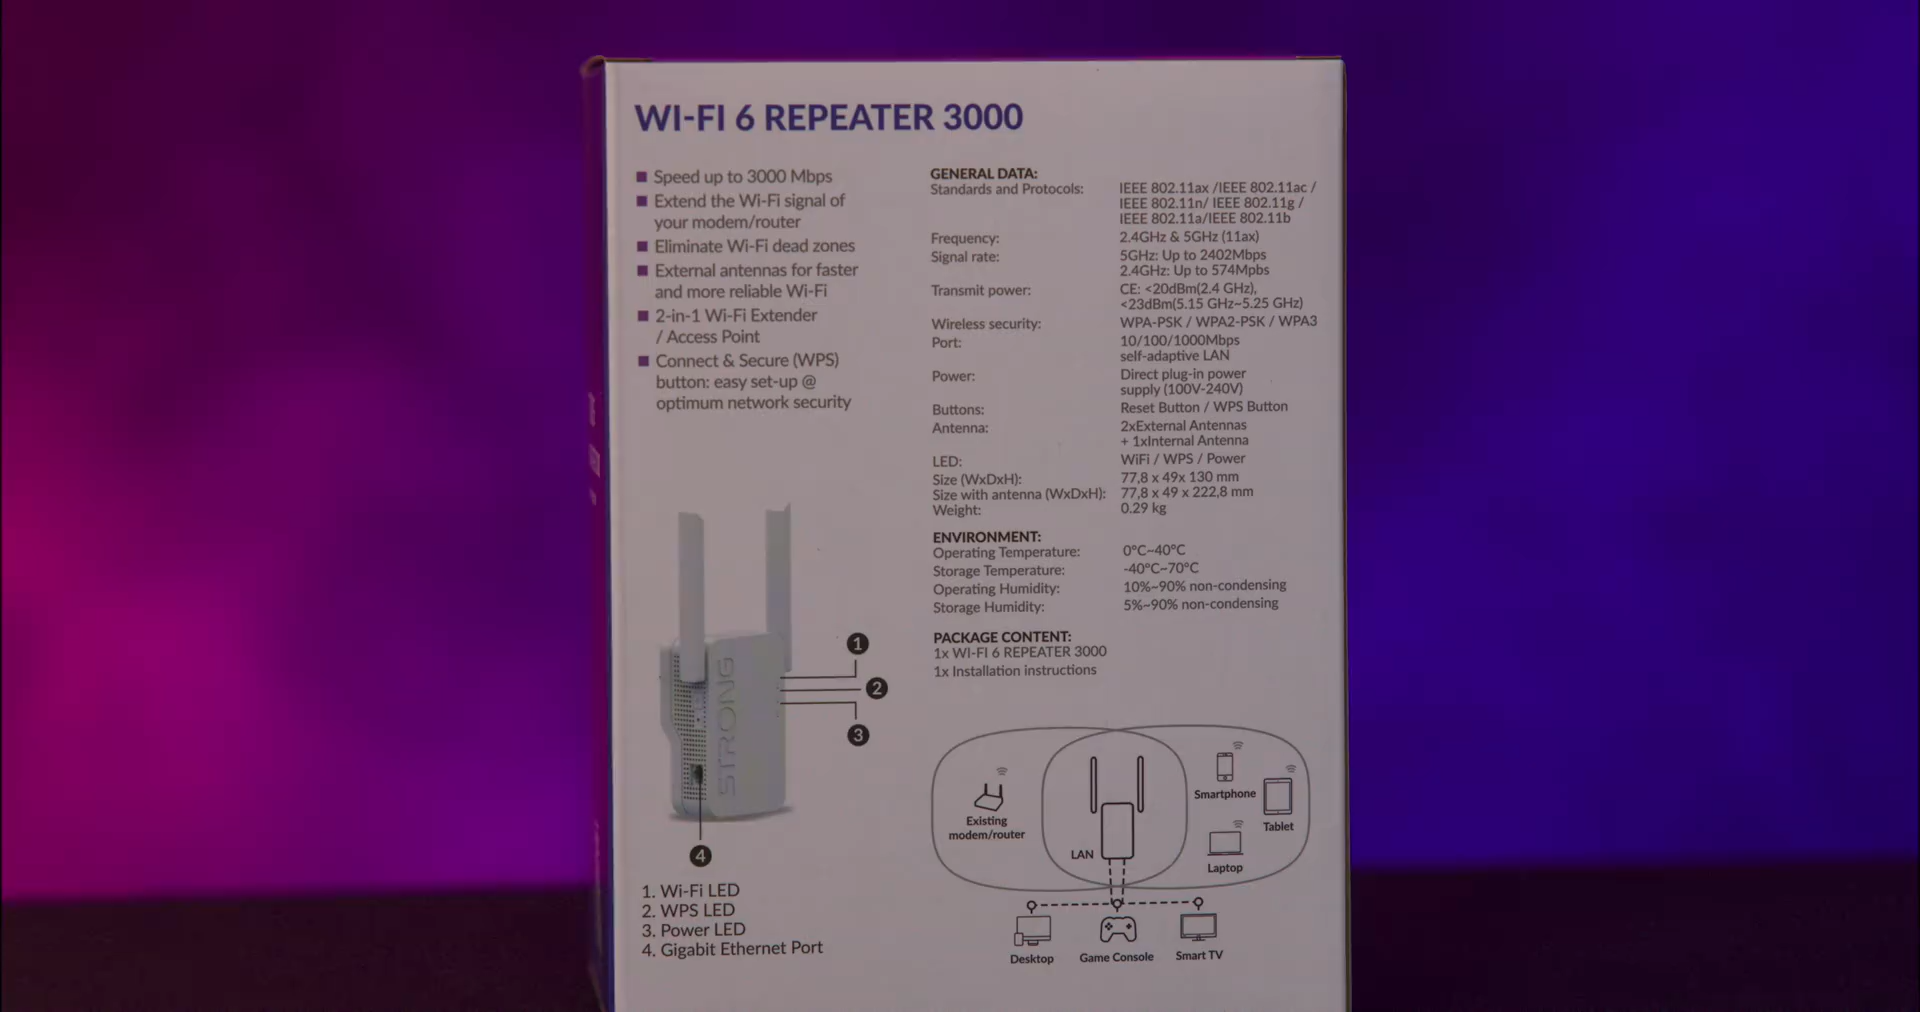 WI-FI 6 REPEATER 3000
Speed up to 3000 Mbps
Extend the Wi-Fi signal of
your modem/router
Eliminate Wi-Fi dead zones
External antennas for faster
and more reliable Wi-Fi
2-in-1 Wi-Fi Extender
/ Access Point
Connect & Secure (WPS)
button: easy set-up @
optimum network security
GENERAL DATA:
Standards and Protocols: IEEE 802.11ax /IEEE 802.11ac /
IEEE 802.11n/ IEEE 802.11g /
IEEE 802.11a/IEEE 802.11b
Frequency: 2.4GHz & 5GHz (11ax)
Signal rate: 5GHz: Up to 2402Mbps
2.4GHz: Up to 574Mpbs
Transmit power: CE: <20dBm(2.4 GHz),
<23dBm(5.15 GHz~5.25 GHz)
Wireless security: WPA-PSK / WPA2-PSK / WPA3
Port: 10/100/1000Mbps
self-adaptive LAN
Power: Direct plug-in power
supply (100V-240V)
Buttons: Reset Button / WPS Button
Antenna: 2xExternal Antennas
+ 1xInternal Antenna
LED: WiFi / WPS / Power
Size (WxDxH): 77,8 x 49x 130 mm
Size with antenna (WxDxH): 77,8 x 49 x 222,8 mm
Weight: 0.29 kg
ENVIRONMENT:
Operating Temperature: 0°C~40°C
Storage Temperature: -40°C~70°C
Operating Humidity: 10%~90% non-condensing
Storage Humidity: 5%~90% non-condensing
PACKAGE CONTENT:
1x WI-FI 6 REPEATER 3000
1x Installation instructions
STRONG
1
2
3
4
1. Wi-Fi LED
2. WPS LED
3. Power LED
4. Gigabit Ethernet Port
Existing
modem/router
LAN
Smartphone
Tablet
Laptop
Desktop
Game Console
Smart TV